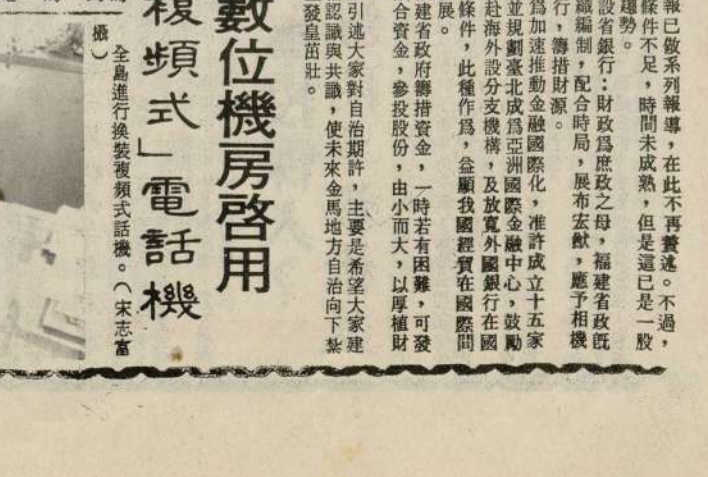 報已做系列報導，在此不再贅述。不過，
條件不足，時間未成熟，但是這已是一股
趨勢。
設省銀行：財政爲庶政之母，福建省政既
織編制，配合時局，展布宏猷，應予相機
行，籌措財源。
爲加速推動金融國際化，准許成立十五家
並規劃臺北成爲亞洲國際金融中心，鼓勵
赴海外設分支機構，及放寬外國銀行在國
條件，此種作爲，益顯我國經貿在國際間
展。
建省政府籌措資金，一時若有困難，可發
合資金，參投股份，由小而大，以厚植財
引述大家對自治期許，主要是希望大家建
認識與共識，使未來金馬地方自治向下紮
發皇茁壯。
數位機房啓用
複頻式」電話機
全島進行換裝複頻式話機。（宋志富
攝）